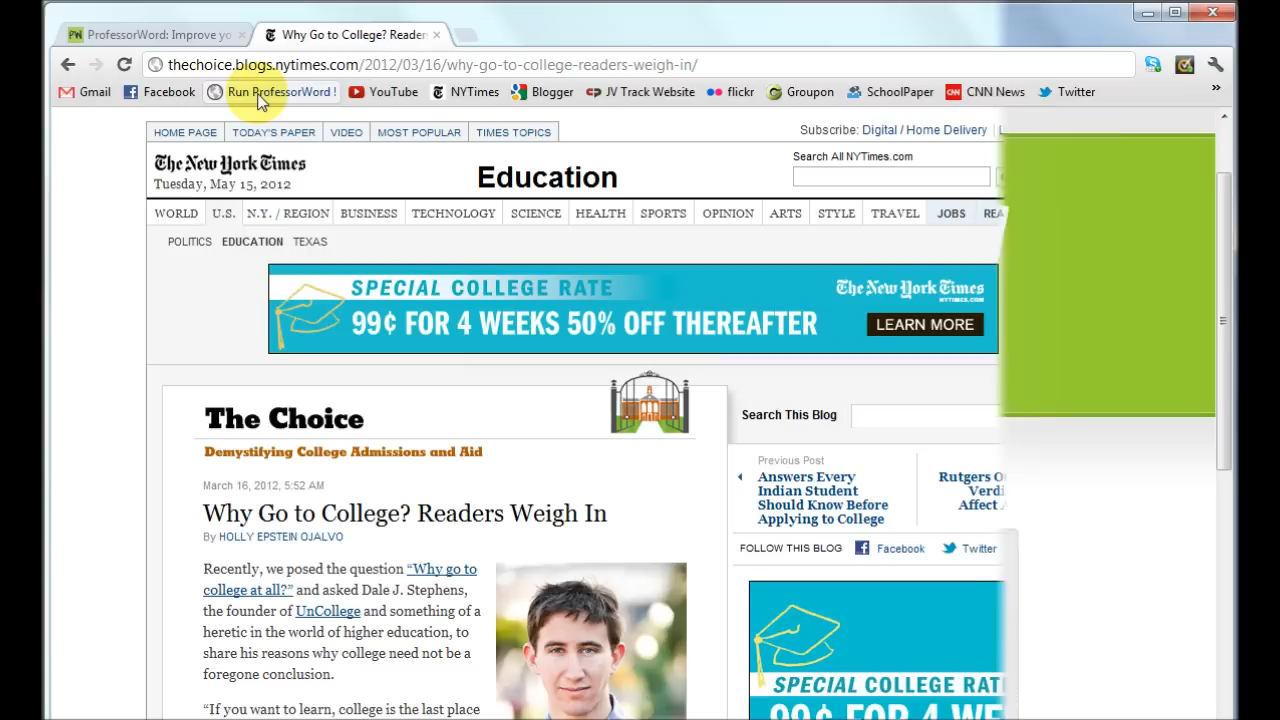 ProfessorWord: Improve yo
Why Go to College? Reader
thechoice.blogs.nytimes.com/2012/03/16/why-go-to-college-readers-weigh-in/
Gmail Facebook Run ProfessorWord ! YouTube NYTimes Blogger JV Track Website flickr Groupon SchoolPaper CNN News Twitter »
HOME PAGE TODAY'S PAPER VIDEO MOST POPULAR TIMES TOPICS
Subscribe: Digital / Home Delivery
The New York Times
Tuesday, May 15, 2012
Education
Search All NYTimes.com
WORLD U.S. N.Y. / REGION BUSINESS TECHNOLOGY SCIENCE HEALTH SPORTS OPINION ARTS STYLE TRAVEL JOBS REA
POLITICS EDUCATION TEXAS
SPECIAL COLLEGE RATE
99¢ FOR 4 WEEKS 50% OFF THEREAFTER
The New York Times
NYTIMES.COM
LEARN MORE
The Choice
Demystifying College Admissions and Aid
March 16, 2012, 5:52 AM
Why Go to College? Readers Weigh In
By HOLLY EPSTEIN OJALVO
Recently, we posed the question “Why go to
college at all?” and asked Dale J. Stephens,
the founder of UnCollege and something of a
heretic in the world of higher education, to
share his reasons why college need not be a
foregone conclusion.
“If you want to learn, college is the last place
Search This Blog
Previous Post
Answers Every
Indian Student
Should Know Before
Applying to College
Rutgers O
Verdi
Affect
FOLLOW THIS BLOG Facebook Twitter
SPECIAL COLLEGE RAT
99¢ FOR 4 WEEKS